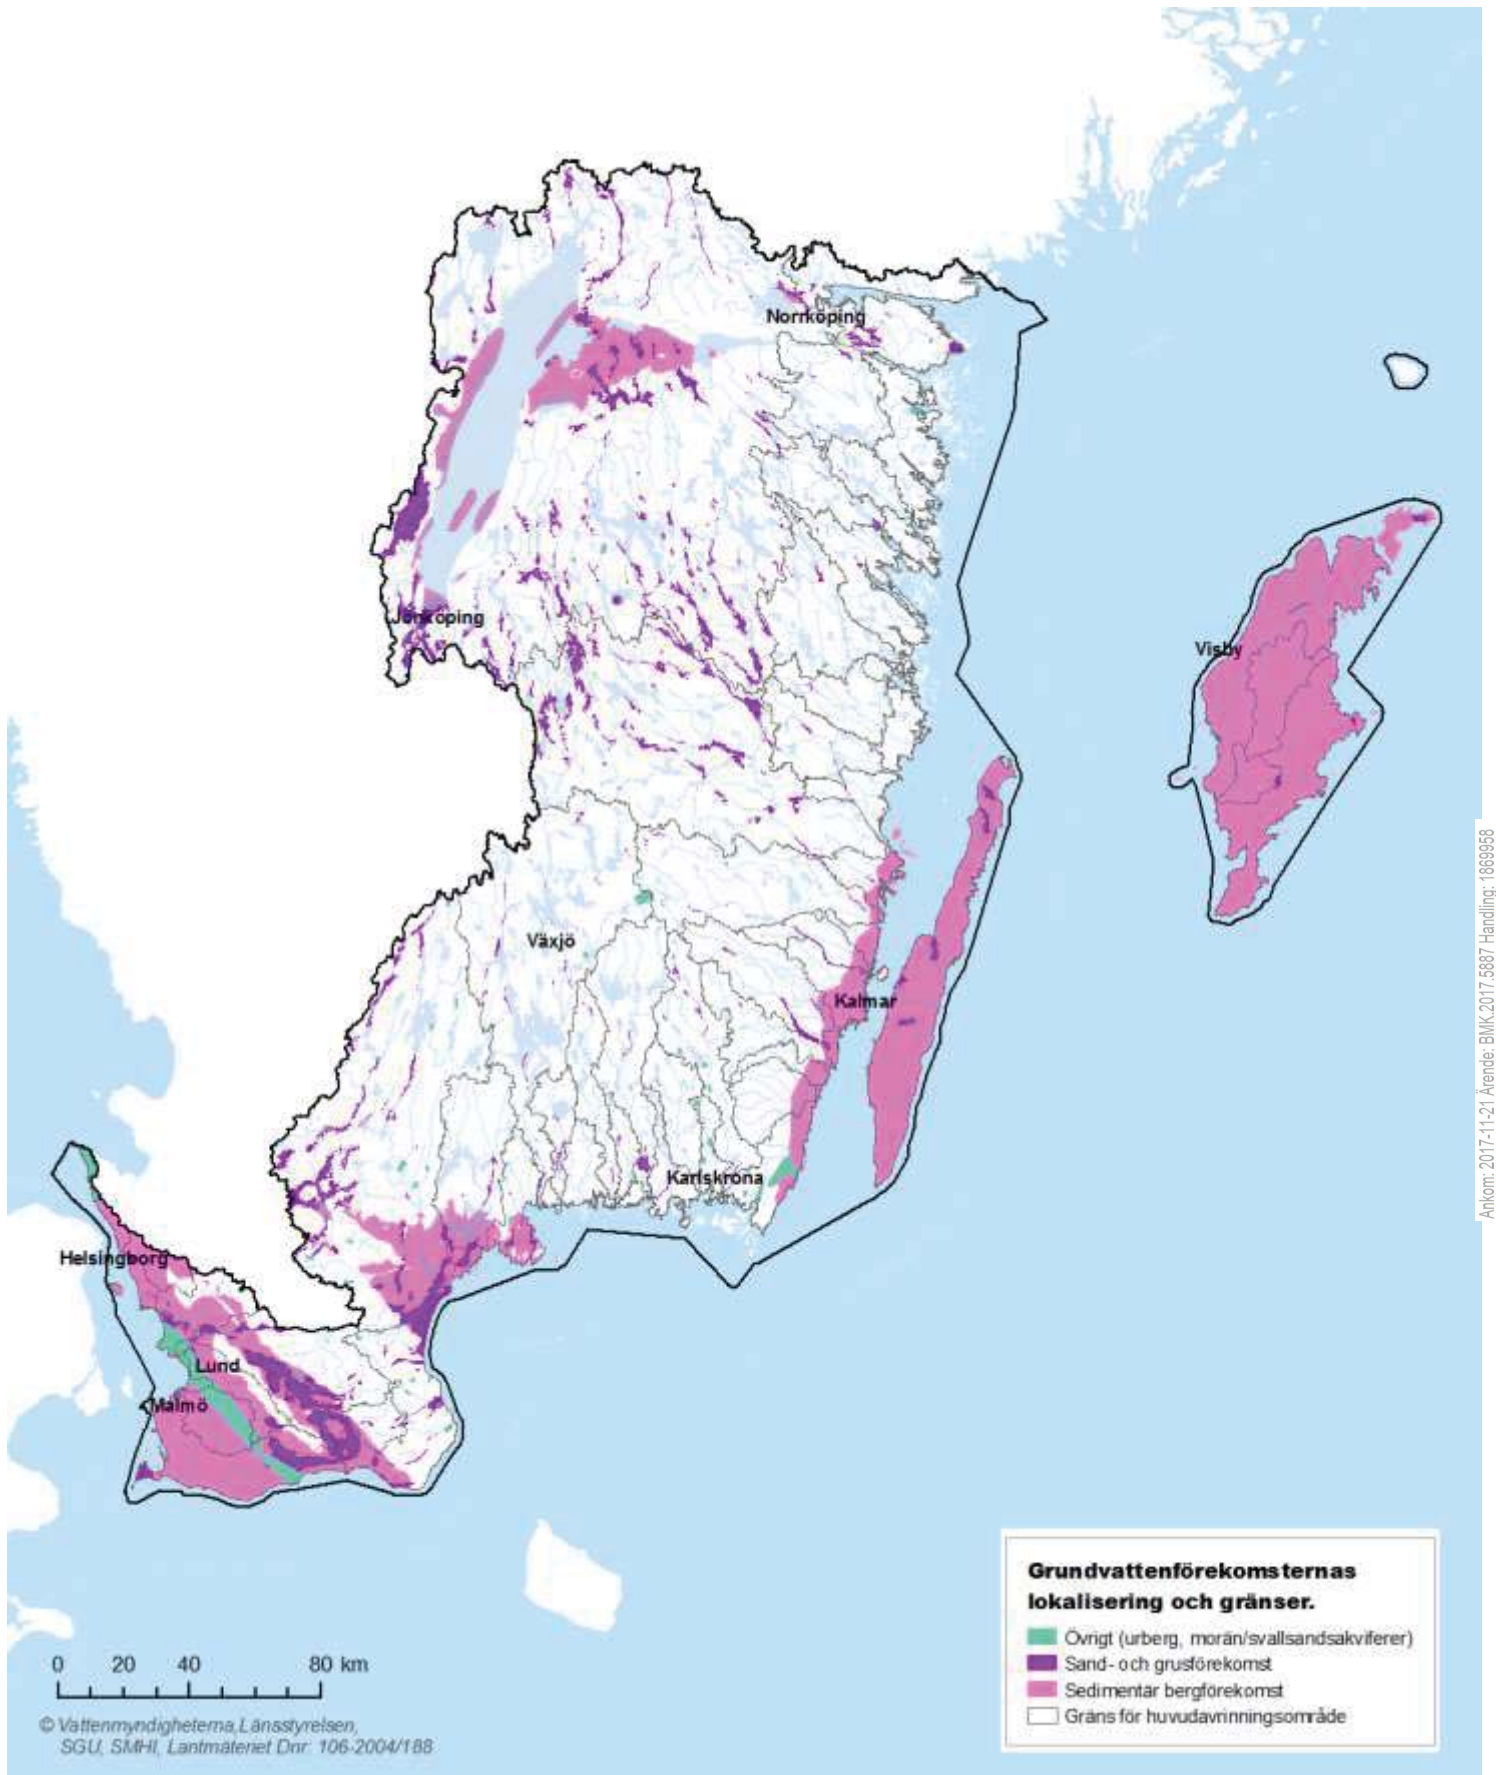 Norrköping
Jönköping
Visby
Växjö
Kalmar
Karlskrona
Helsingborg
Lund
Malmö
Grundvattenförekomsternas
lokalisering och gränser.
Övrigt (urberg, morän/svallsandsakviferer)
Sand- och grusförekomst
Sedimentär bergförekomst
Gräns för huvudavrinningsområde
0 20 40 80 km
© Vattenmyndigheterna,Länsstyrelsen,
SGU, SMHI, Lantmäteriet Dnr: 106-2004/188
Ankom: 2017-11-21 Ärende: BMK.2017.5887 Handling: 1869958